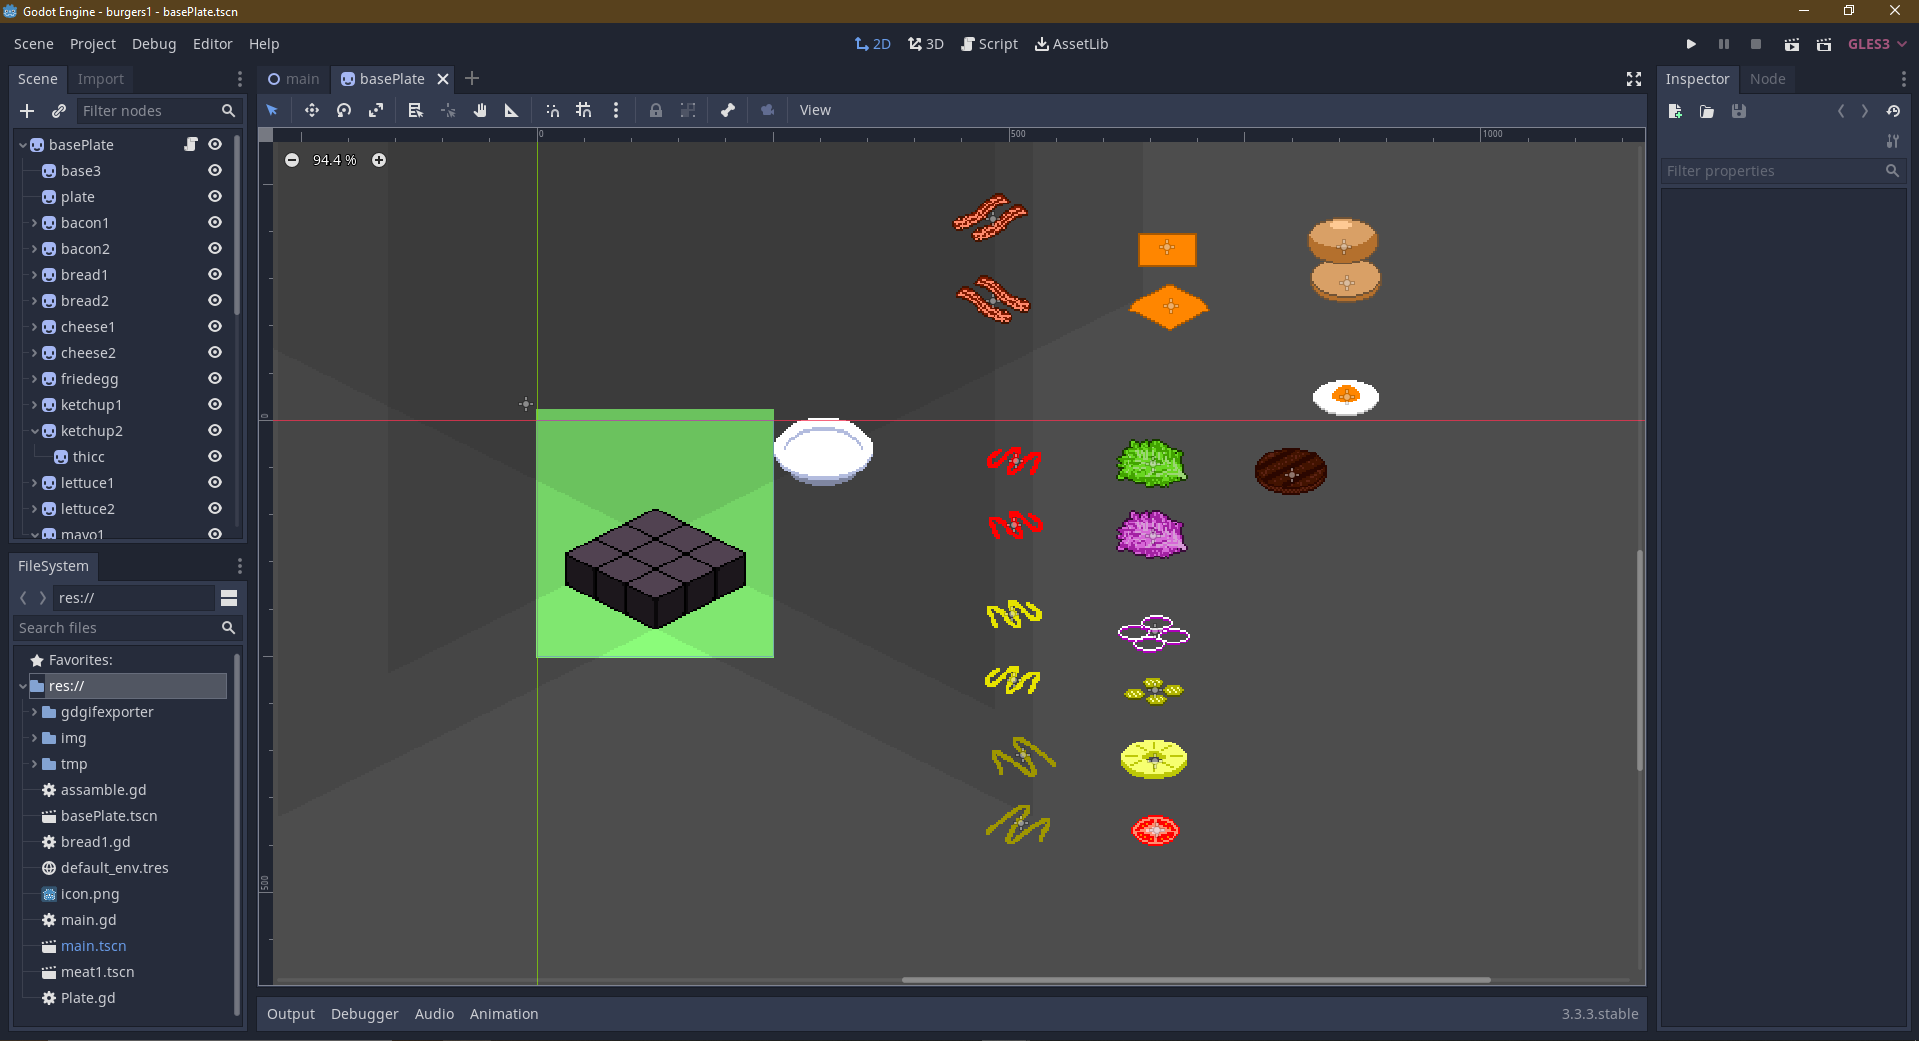 Godot Engine - burgers1 - basePlate.tscn
Scene Project Debug Editor Help
2D 3D Script AssetLib
GLES3
Scene Import
main basePlate
Inspector Node
Filter nodes
View
Filter properties
94.4 %
0 500 1000
0
500
basePlate
base3
plate
bacon1
bacon2
bread1
bread2
cheese1
cheese2
friedegg
ketchup1
ketchup2
thicc
lettuce1
lettuce2
mayo1
FileSystem
res://
Search files
Favorites:
res://
gdgifexporter
img
tmp
assamble.gd
basePlate.tscn
bread1.gd
default_env.tres
icon.png
main.gd
main.tscn
meat1.tscn
Plate.gd
Output Debugger Audio Animation
3.3.3.stable